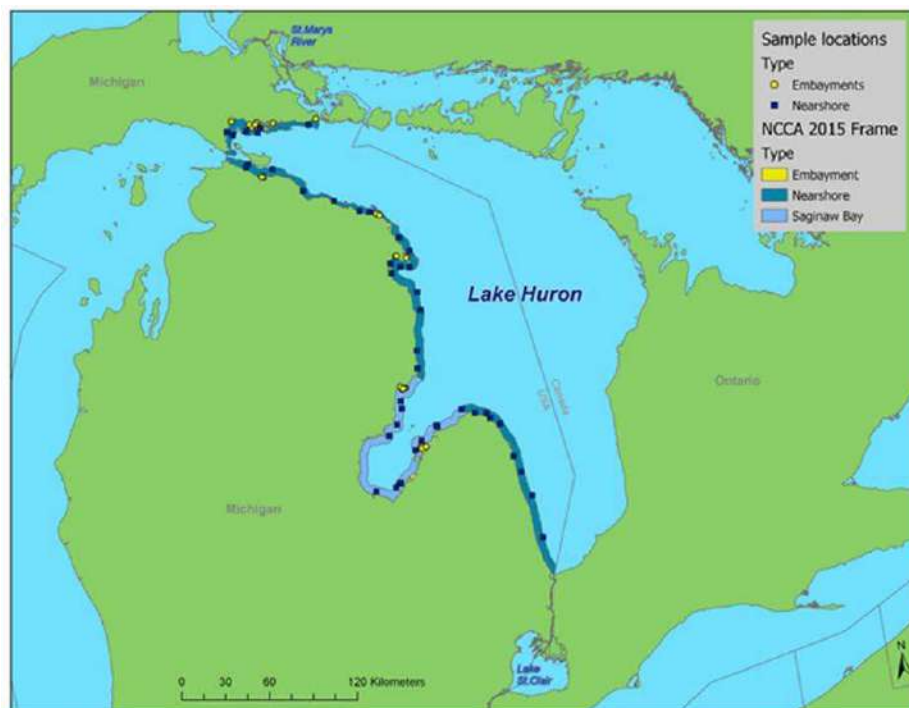 St.Marys
River
Michigan
Sample locations
Type
Embayments
Nearshore
NCCA 2015 Frame
Type
Embayment
Nearshore
Saginaw Bay
Lake Huron
Canada
USA
Ontario
Michigan
Lake
St.Clair
0 30 60 120 Kilometers
N